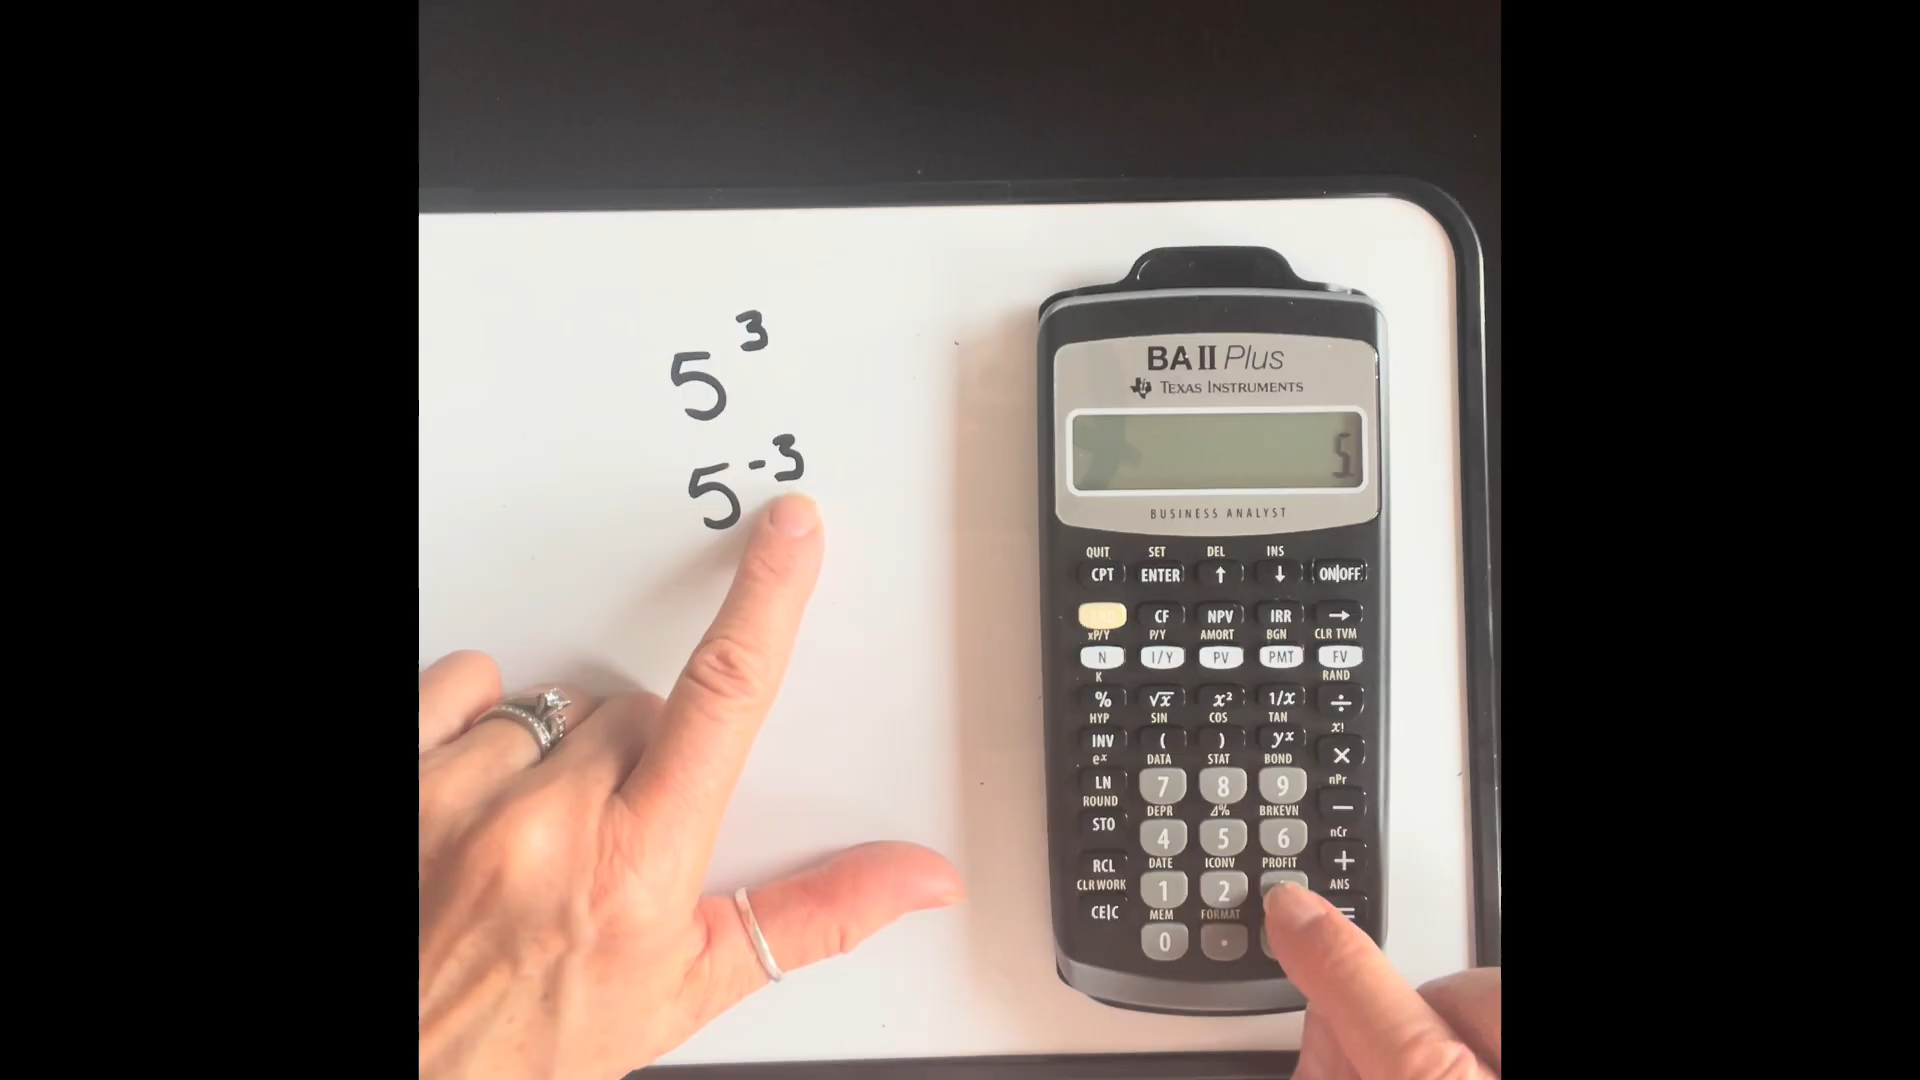 5³
5⁻³
BA II Plus
TEXAS INSTRUMENTS
5
BUSINESS ANALYST
QUIT SET DEL INS
CPT ENTER ↑ ↓ ON|OFF
CF NPV IRR →
xP/Y P/Y AMORT BGN CLR TVM
N I/Y PV PMT FV
K RAND
% √x x² 1/x ÷
HYP SIN COS TAN x!
INV ( ) yˣ ×
eˣ DATA STAT BOND nPr
LN 7 8 9 −
ROUND DEPR Δ% BRKEVN nCr
STO 4 5 6 +
DATE ICONV PROFIT ANS
RCL 1 2 =
CLR WORK MEM FORMAT
CE|C 0 .